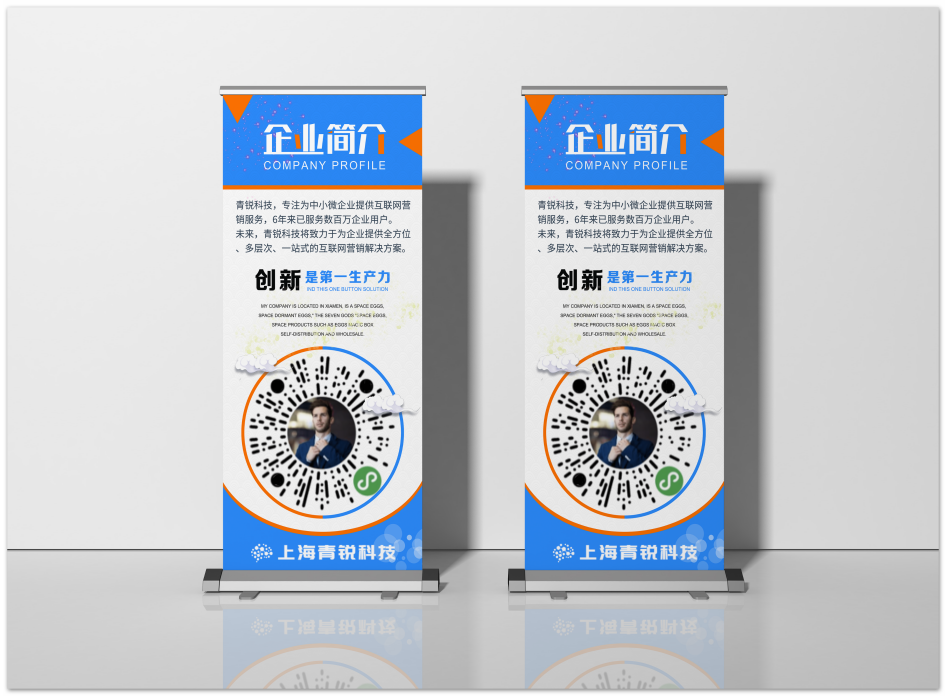 企业简介
COMPANY PROFILE
青锐科技，专注为中小微企业提供互联网营
销服务，6年来已服务数百万企业用户。
未来，青锐科技将致力于为企业提供全方位
、多层次、一站式的互联网营销解决方案。
创新 是第一生产力
IND THIS ONE BUTTON SOLUTION
MY COMPANY IS LOCATED IN XIAMEN, IS A SPACE EGGS,
SPACE DORMANT EGGS," THE SEVEN GODS "SPACE EGGS,
SPACE PRODUCTS SUCH AS EGGS MAGIC BOX
SELF-DISTRIBUTION AND WHOLESALE.
上海青锐科技
企业简介
COMPANY PROFILE
青锐科技，专注为中小微企业提供互联网营
销服务，6年来已服务数百万企业用户。
未来，青锐科技将致力于为企业提供全方位
、多层次、一站式的互联网营销解决方案。
创新 是第一生产力
IND THIS ONE BUTTON SOLUTION
MY COMPANY IS LOCATED IN XIAMEN, IS A SPACE EGGS,
SPACE DORMANT EGGS," THE SEVEN GODS "SPACE EGGS,
SPACE PRODUCTS SUCH AS EGGS MAGIC BOX
SELF-DISTRIBUTION AND WHOLESALE.
上海青锐科技